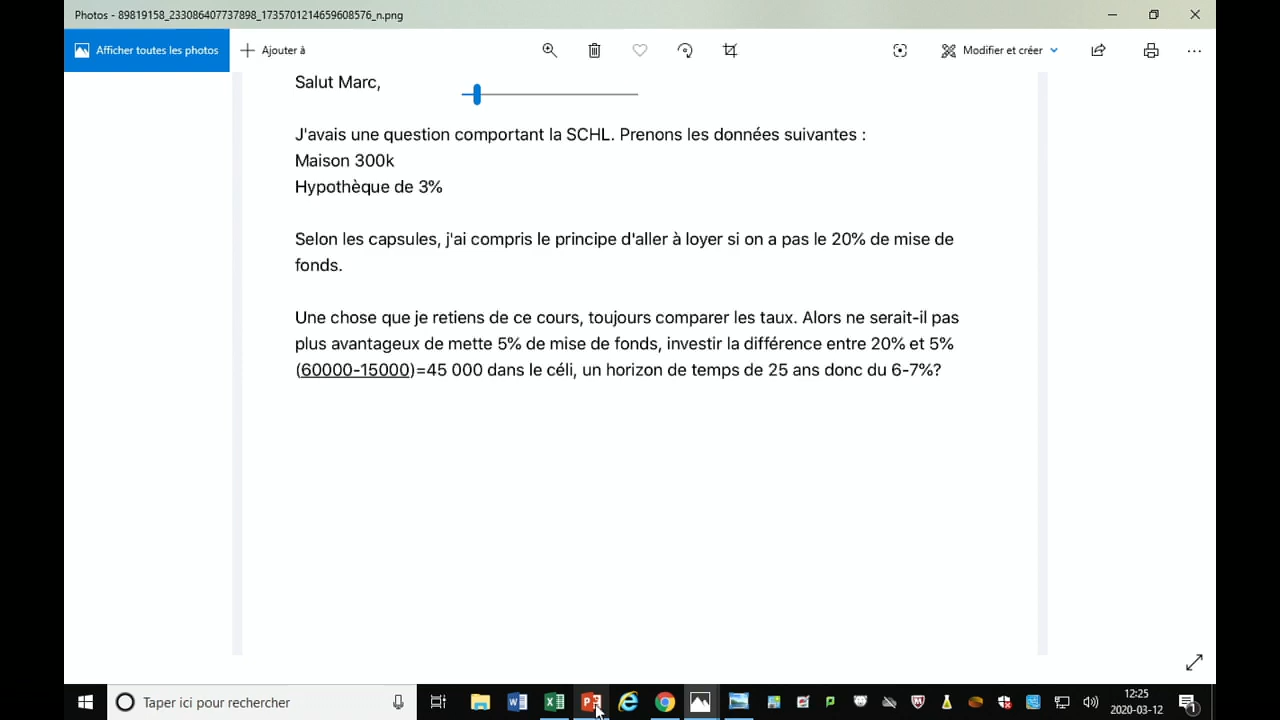 Photos - 89819158_233086407737898_1735701214659608576_n.png
Afficher toutes les photos
Ajouter à
Modifier et créer
Salut Marc,
J'avais une question comportant la SCHL. Prenons les données suivantes :
Maison 300k
Hypothèque de 3%
Selon les capsules, j'ai compris le principe d'aller à loyer si on a pas le 20% de mise de
fonds.
Une chose que je retiens de ce cours, toujours comparer les taux. Alors ne serait-il pas
plus avantageux de mette 5% de mise de fonds, investir la différence entre 20% et 5%
(60000-15000)=45 000 dans le céli, un horizon de temps de 25 ans donc du 6-7%?
Taper ici pour rechercher
12:25
2020-03-12